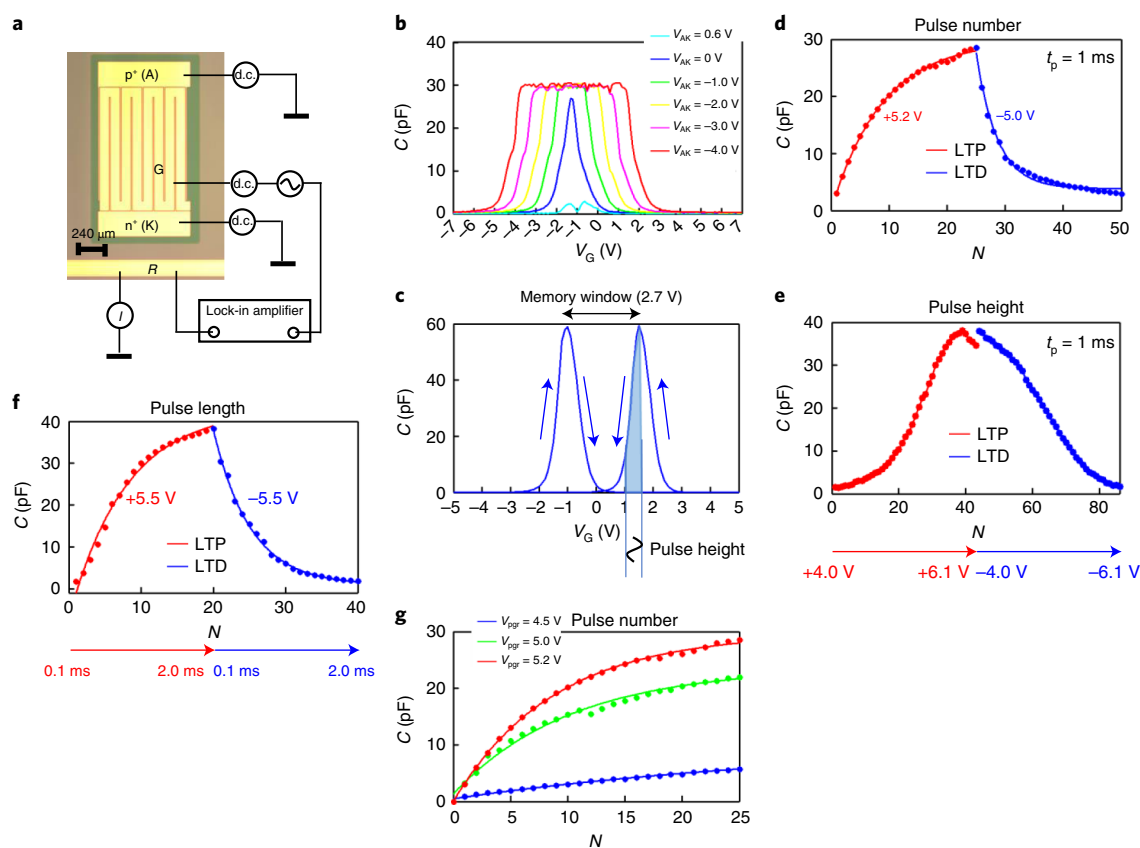 a
p⁺ (A)
d.c.
G
d.c.
n⁺ (K)
d.c.
240 μm
R
I
Lock-in amplifier
b
V_AK = 0.6 V
V_AK = 0 V
V_AK = −1.0 V
V_AK = −2.0 V
V_AK = −3.0 V
V_AK = −4.0 V
40
30
20
10
0
C (pF)
−7 −6 −5 −4 −3 −2 −1 0 1 2 3 4 5 6 7
V_G (V)
c
Memory window (2.7 V)
60
40
20
0
C (pF)
−5 −4 −3 −2 −1 0 1 2 3 4 5
V_G (V)
Pulse height
d
Pulse number
t_p = 1 ms
30
20
10
0
C (pF)
+5.2 V
−5.0 V
LTP
LTD
0 10 20 30 40 50
N
e
Pulse height
t_p = 1 ms
40
30
20
10
0
C (pF)
LTP
LTD
0 20 40 60 80
N
+4.0 V +6.1 V −4.0 V −6.1 V
f
Pulse length
40
30
20
10
0
C (pF)
+5.5 V
−5.5 V
LTP
LTD
0 10 20 30 40
N
0.1 ms 2.0 ms 0.1 ms 2.0 ms
g
Pulse number
V_pgr = 4.5 V
V_pgr = 5.0 V
V_pgr = 5.2 V
30
20
10
0
C (pF)
0 5 10 15 20 25
N